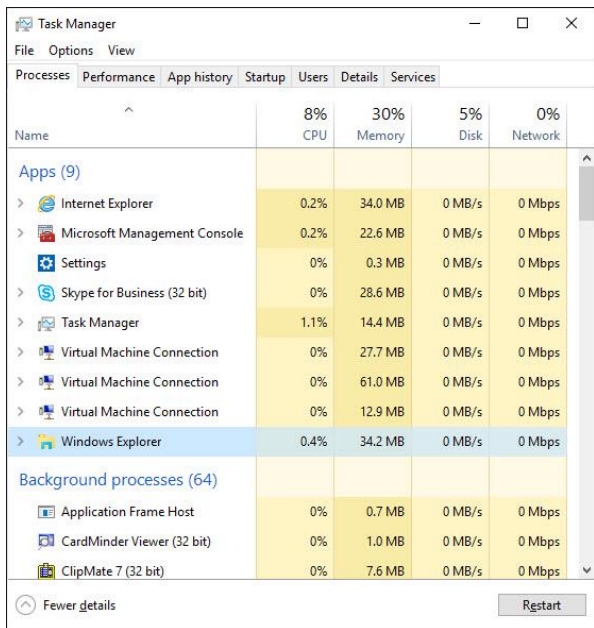 Task Manager
File Options View
Processes Performance App history Startup Users Details Services
8% 30% 5% 0%
Name CPU Memory Disk Network
Apps (9)
Internet Explorer 0.2% 34.0 MB 0 MB/s 0 Mbps
Microsoft Management Console 0.2% 22.6 MB 0 MB/s 0 Mbps
Settings 0% 0.3 MB 0 MB/s 0 Mbps
Skype for Business (32 bit) 0% 28.6 MB 0 MB/s 0 Mbps
Task Manager 1.1% 14.4 MB 0 MB/s 0 Mbps
Virtual Machine Connection 0% 27.7 MB 0 MB/s 0 Mbps
Virtual Machine Connection 0% 61.0 MB 0 MB/s 0 Mbps
Virtual Machine Connection 0% 12.9 MB 0 MB/s 0 Mbps
Windows Explorer 0.4% 34.2 MB 0 MB/s 0 Mbps
Background processes (64)
Application Frame Host 0% 0.7 MB 0 MB/s 0 Mbps
CardMinder Viewer (32 bit) 0% 1.0 MB 0 MB/s 0 Mbps
ClipMate 7 (32 bit) 0% 7.6 MB 0 MB/s 0 Mbps
Fewer details Restart